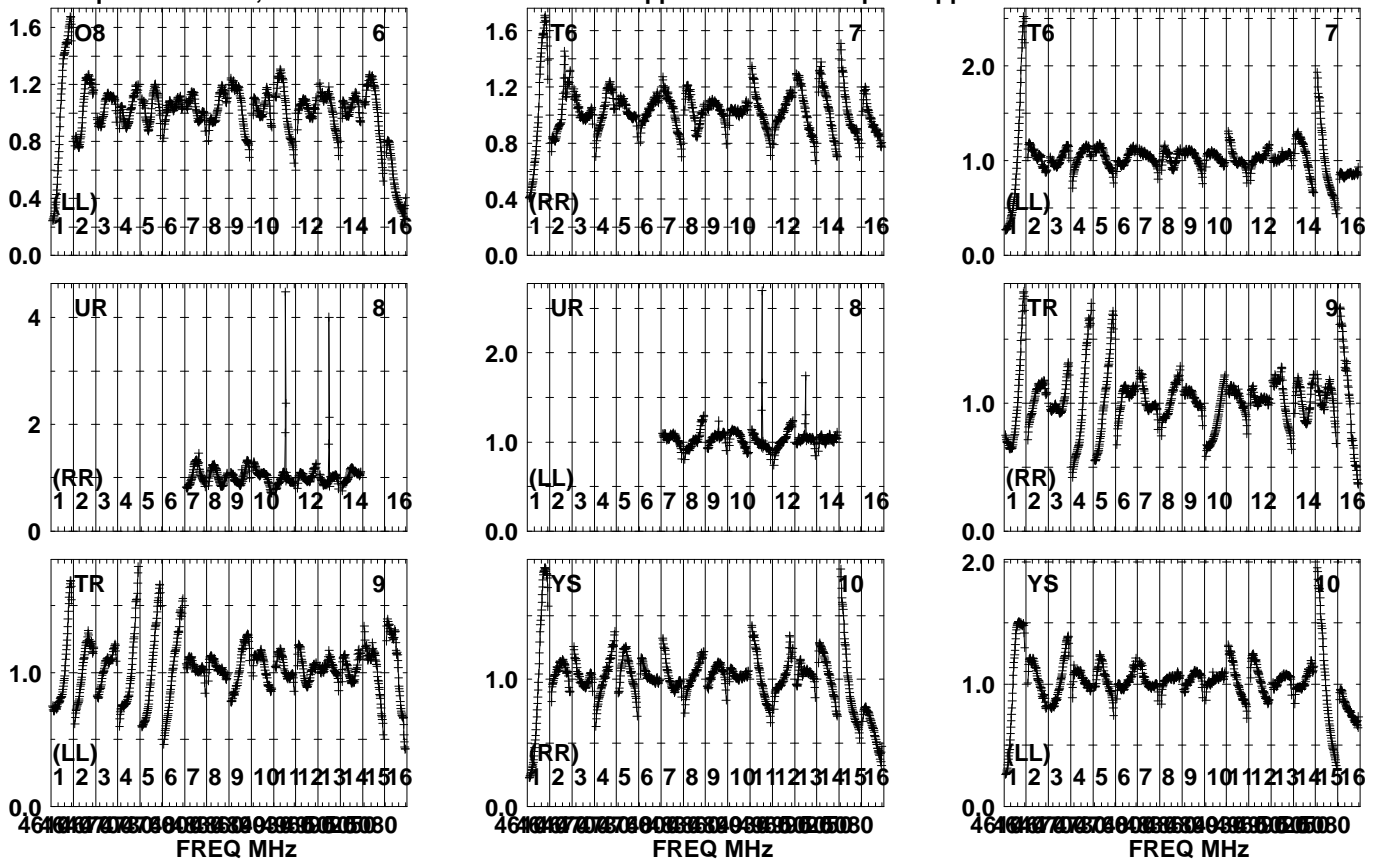 1.6 O8 6
1.2
0.8
0.4 (LL)
1 2 3 4 5 6 7 8 9 10 12 14 16
0.0
1.6 T6 7
1.2
0.8
0.4 (RR)
1 2 3 4 5 6 7 8 9 10 12 14 16
0.0
T6 7
2.0
1.0
(LL)
1 2 3 4 5 6 7 8 9 10 12 14 16
0.0
UR 8
4
2
(RR)
1 2 3 4 5 6 7 8 9 10 12 14 16
0
UR 8
2.0
1.0
(LL)
1 2 3 4 5 6 7 8 9 10 12 14 16
0.0
TR 9
1.0
(RR)
1 2 3 4 5 6 7 8 9 10 12 14 16
0.0
TR 9
1.0
(LL)
1 2 3 4 5 6 7 8 9 10 11 12 13 14 15 16
0.0
FREQ MHz
YS 10
1.0
(RR)
1 2 3 4 5 6 7 8 9 10 11 12 13 14 15 16
0.0
FREQ MHz
2.0 YS 10
1.0
(LL)
1 2 3 4 5 6 7 8 9 10 11 12 13 14 15 16
0.0
FREQ MHz